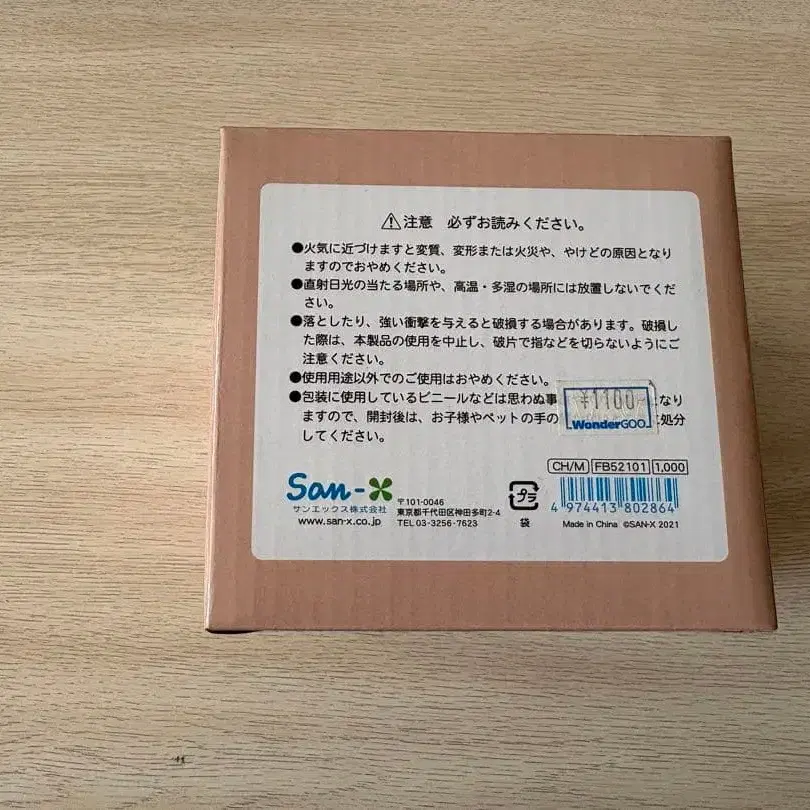 ⚠注意 必ずお読みください。
●火気に近づけますと変質、変形または火災や、やけどの原因となり
ますのでおやめください。
●直射日光の当たる場所や、高温・多湿の場所には放置しないでくだ
さい。
●落としたり、強い衝撃を与えると破損する場合があります。破損し
た際は、本製品の使用を中止し、破片で指などを切らないようにご
注意ください。
●使用用途以外でのご使用はおやめください。
●包装に使用しているビニールなどは思わぬ事 なり
ますので、開封後は、お子様やペットの手の 処分
してください。
¥1100
WonderGOO
CH/M FB52101 1,000
San-X
サンエックス株式会社
www.san-x.co.jp
〒101-0046
東京都千代田区神田多町2-4
TEL 03-3256-7623
プラ
袋
4 974413 802864
Made in China ©SAN-X 2021